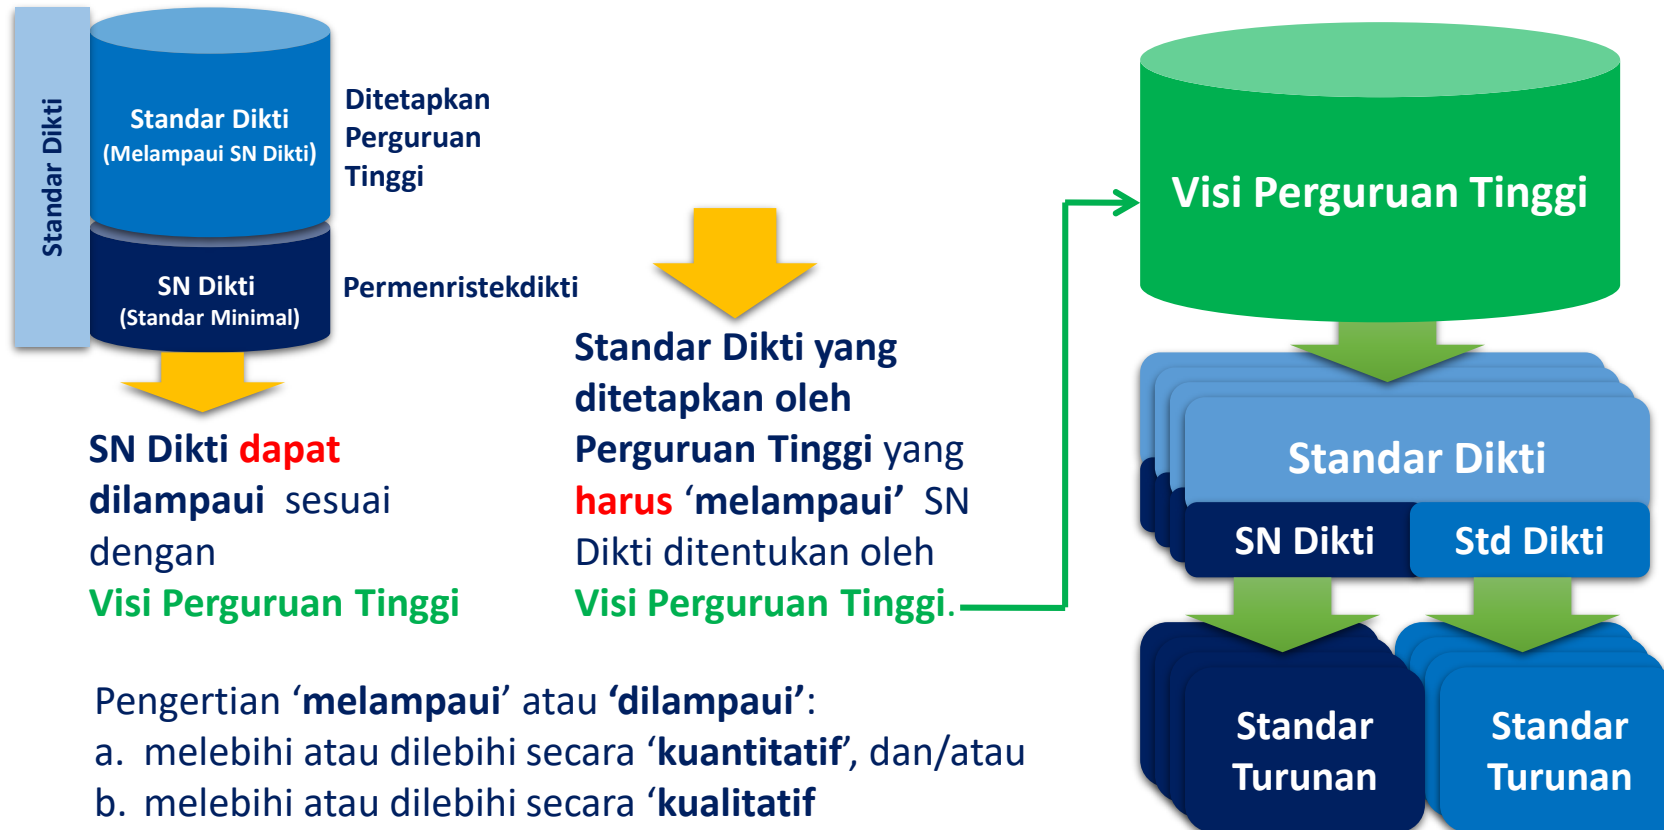 Standar Dikti
Standar Dikti
(Melampaui SN Dikti)
SN Dikti
(Standar Minimal)
Ditetapkan
Perguruan
Tinggi
Permenristekdikti
SN Dikti dapat
dilampaui sesuai
dengan
Visi Perguruan Tinggi
Standar Dikti yang
ditetapkan oleh
Perguruan Tinggi yang
harus ‘melampaui’ SN
Dikti ditentukan oleh
Visi Perguruan Tinggi.
Pengertian ‘melampaui’ atau ‘dilampaui’:
a. melebihi atau dilebihi secara ‘kuantitatif’, dan/atau
b. melebihi atau dilebihi secara ‘kualitatif
Visi Perguruan Tinggi
Standar Dikti
SN Dikti
Std Dikti
Standar
Turunan
Standar
Turunan